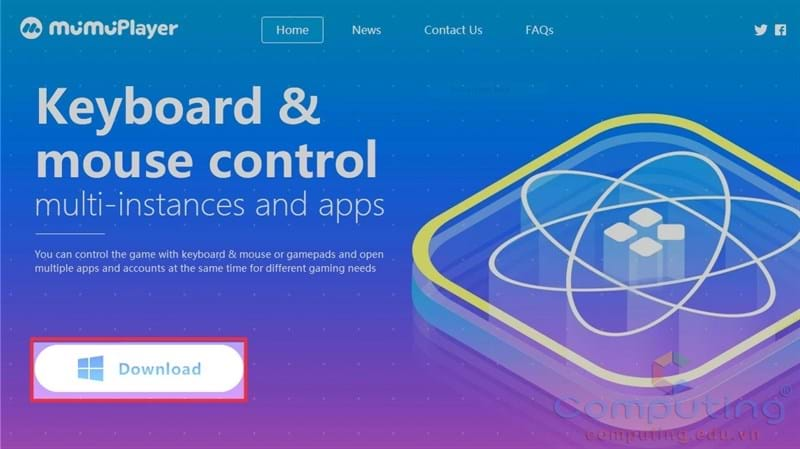 MuMuPlayer
Home
News
Contact Us
FAQs
Keyboard &
mouse control
multi-instances and apps
You can control the game with keyboard & mouse or gamepads and open
multiple apps and accounts at the same time for different gaming needs
Download
Computing®
computing.edu.vn